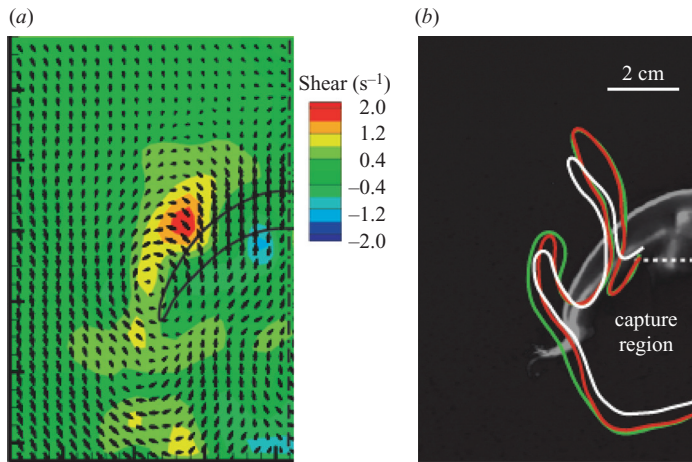 (a)
(b)
Shear (s–1)
2.0
1.2
0.4
–0.4
–1.2
–2.0
2 cm
capture
region